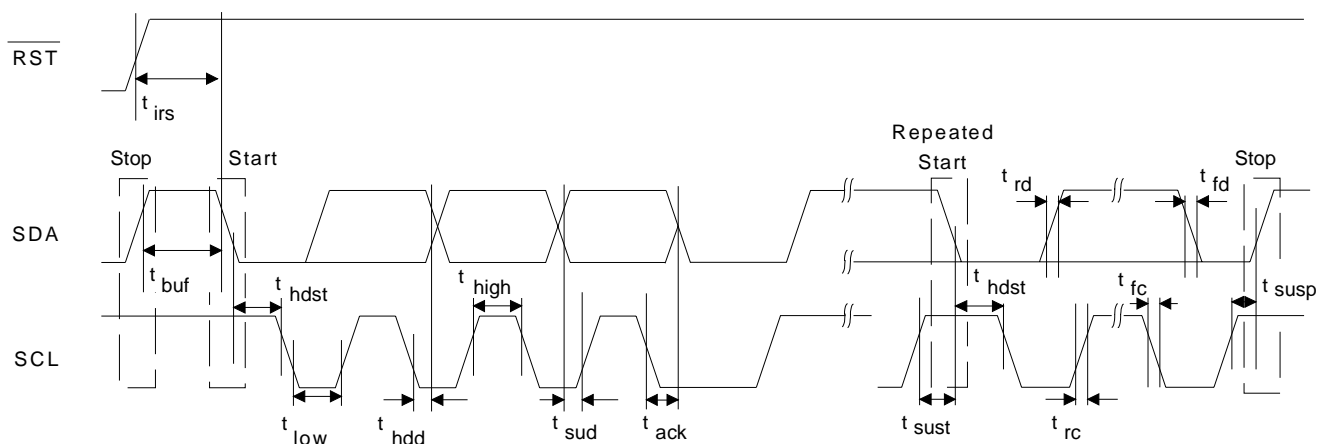 RST
t irs
Repeated
Stop
Start
Start
Stop
t rd
t fd
SDA
t buf
t hdst
t high
t hdst
t fc
t susp
SCL
t low
t hdd
t sud
t ack
t sust
t rc